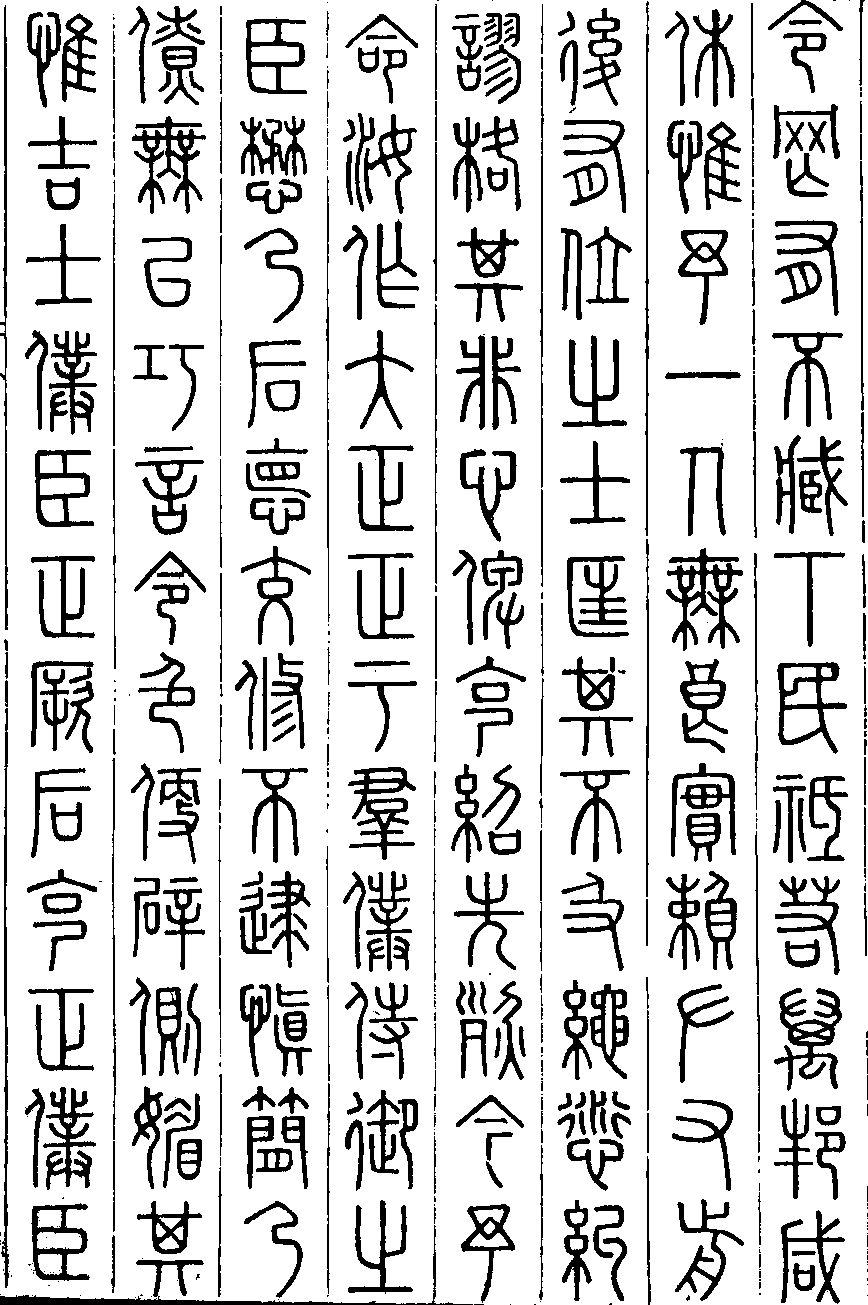 令罔有不臧下民祗若萬邦咸
休惟予一人無良實賴左右前
後有位之士匡其不及繩愆糾
謬格其非心俾克紹先烈今予
命汝作大正正于羣僕侍御之
臣懋乃后悳交修不逮慎簡乃
僚無以巧言令色便辟側媚其
惟吉士僕臣正厥后克正僕臣